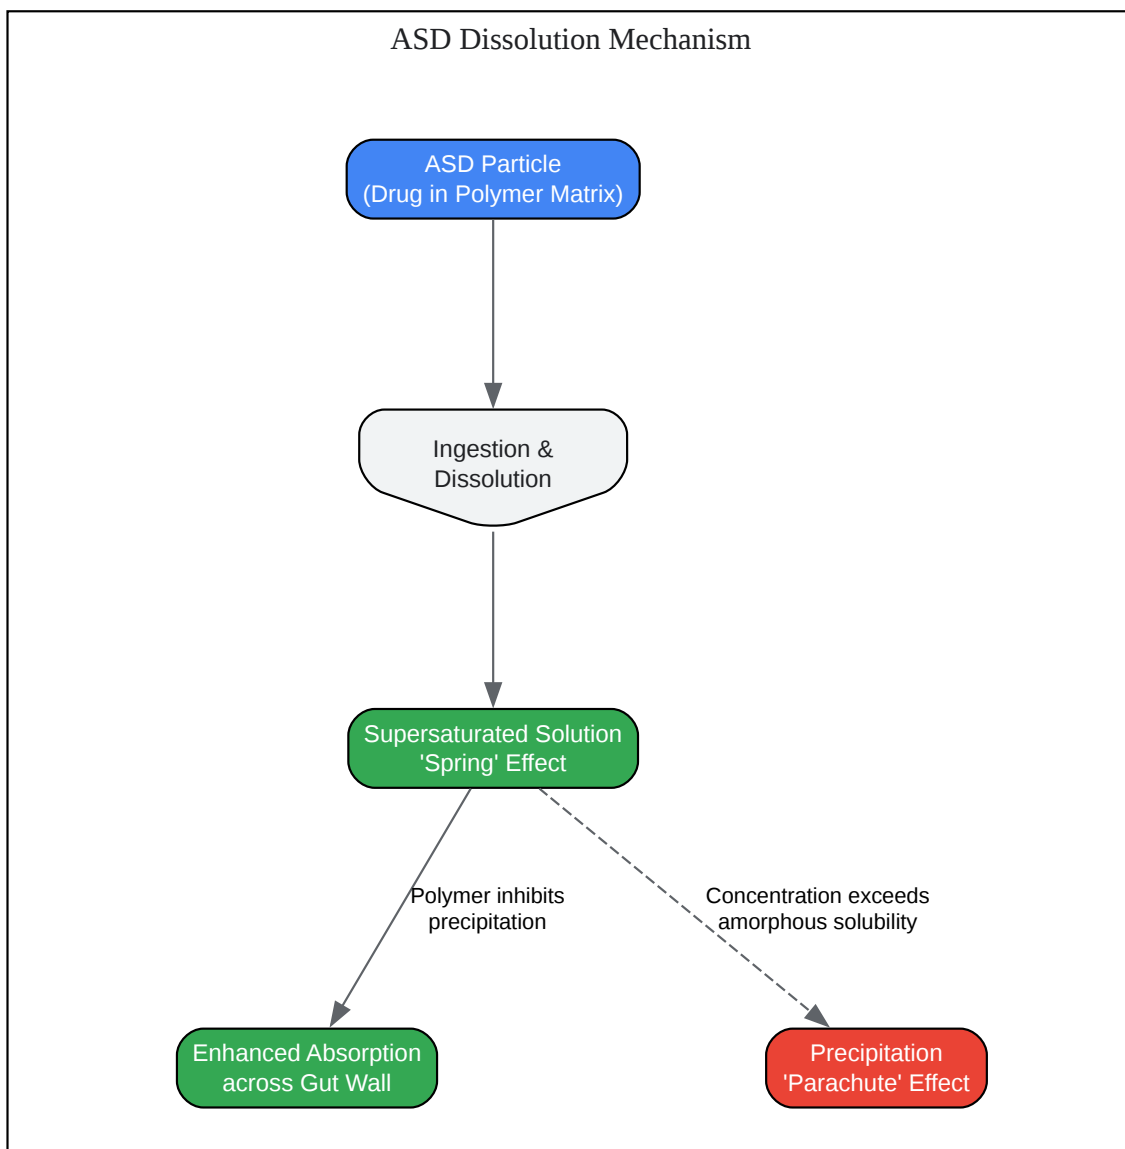 ASD Dissolution Mechanism
ASD Particle
(Drug in Polymer Matrix)
Ingestion &
Dissolution
Supersaturated Solution
'Spring' Effect
Polymer inhibits
precipitation
Concentration exceeds
amorphous solubility
Enhanced Absorption
across Gut Wall
Precipitation
'Parachute' Effect